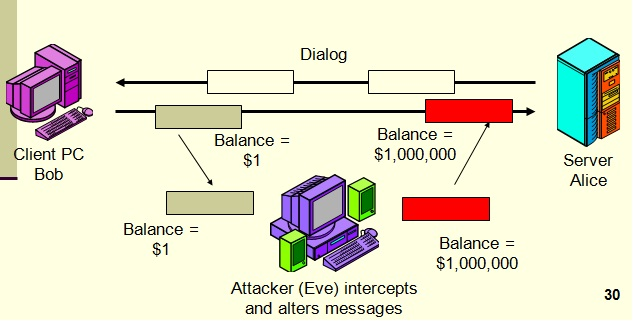 Dialog
Balance =
$1
Balance =
$1,000,000
Client PC
Bob
Server
Alice
Balance =
$1
Balance =
$1,000,000
Attacker (Eve) intercepts
and alters messages
30